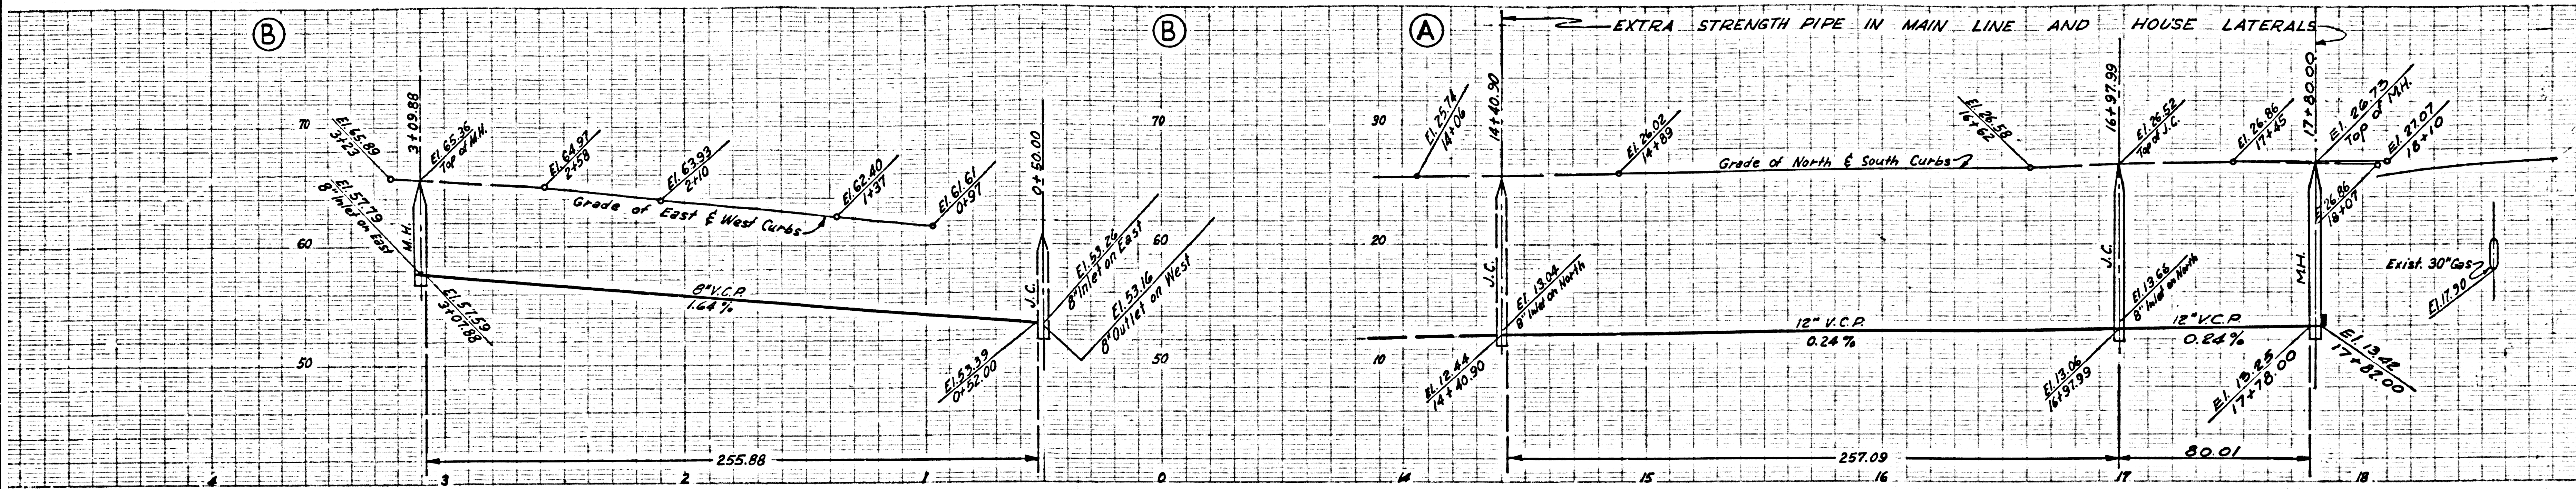 B
B
A
EXTRA STRENGTH PIPE IN MAIN LINE AND HOUSE LATERALS
70
60
50
El. 65.89
3+23
3+09.88
El. 65.36
Top of M.H.
El. 64.97
2+58
El. 63.93
2+10
El. 62.40
1+37
El. 61.61
0+97
0+50.00
Grade of East & West Curbs
El. 57.79
8" Inlet on East
M.H.
El. 57.59
3+07.88
8" V.C.P.
1.64 %
J.C.
El. 53.26
8" Inlet on East
El. 53.16
8" Outlet on West
El. 53.39
0+52.00
255.88
4 3 2 1 0
70
60
50
30
20
10
El. 25.74
14+06
14+40.90
El. 26.02
14+89
Grade of North & South Curbs
El. 26.58
16+62
16+97.99
El. 26.52
Top of J.C.
El. 26.86
17+45
17+80.00
El. 26.73
Top of M.H.
El. 27.07
18+10
El. 26.86
18+07
J.C.
El. 13.04
8" Inlet on North
El. 12.44
14+40.90
12" V.C.P.
0.24 %
J.C.
El. 13.66
8" Inlet on North
El. 13.06
16+97.99
12" V.C.P.
0.24 %
M.H.
El. 13.25
17+78.00
El. 13.42
17+82.00
Exist. 30" Gas
El. 17.90
257.09
80.01
14 15 16 17 18